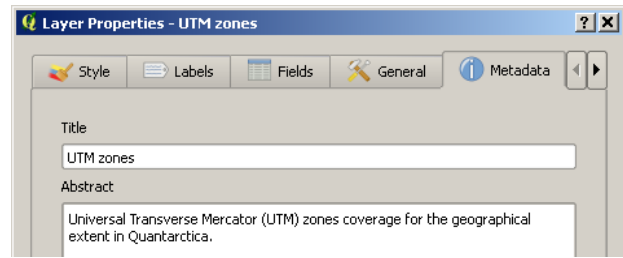 Layer Properties - UTM zones
Style Labels Fields General Metadata
Title
UTM zones
Abstract
Universal Transverse Mercator (UTM) zones coverage for the geographical
extent in Quantarctica.